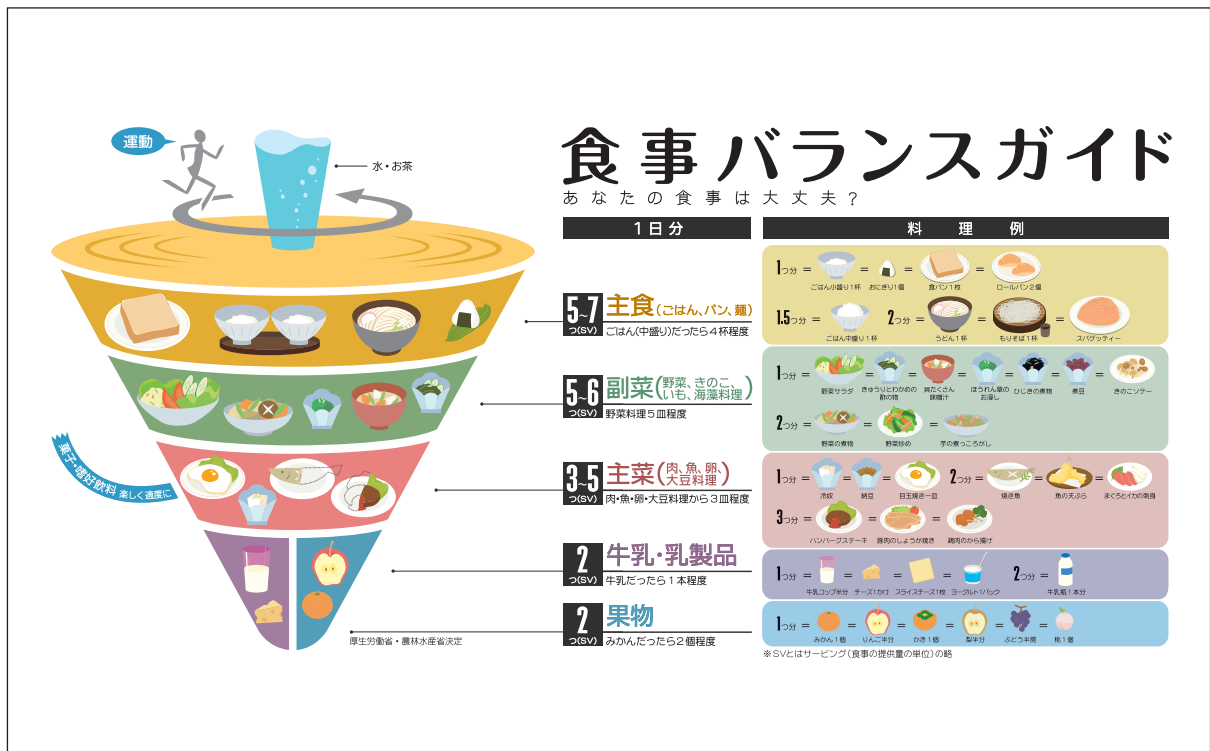 運動
水・お茶
菓子・嗜好飲料 楽しく適度に
厚生労働省・農林水産省決定
食事バランスガイド
あなたの食事は大丈夫？
1日分
料理例
5~7
つ(SV)
主食(ごはん、パン、麺)
ごはん(中盛り)だったら4杯程度
1つ分 = ごはん小盛り1杯 = おにぎり1個 = 食パン1枚 = ロールパン2個
1.5つ分 = ごはん中盛り1杯 2つ分 = うどん1杯 = もりそば1杯 = スパゲッティー
5~6
つ(SV)
副菜(野菜、きのこ、
いも、海藻料理)
野菜料理5皿程度
1つ分 = 野菜サラダ = きゅうりとわかめの酢の物 = 具たくさん味噌汁 = ほうれん草のお浸し = ひじきの煮物 = 煮豆 = きのこソテー
2つ分 = 野菜の煮物 = 野菜炒め = 芋の煮っころがし
3~5
つ(SV)
主菜(肉、魚、卵、
大豆料理)
肉・魚・卵・大豆料理から3皿程度
1つ分 = 冷奴 = 納豆 = 目玉焼き一皿 2つ分 = 焼き魚 = 魚の天ぷら = まぐろとイカの刺身
3つ分 = ハンバーグステーキ = 豚肉のしょうが焼き = 鶏肉のから揚げ
2
つ(SV)
牛乳・乳製品
牛乳だったら1本程度
1つ分 = 牛乳コップ半分 = チーズ1かけ = スライスチーズ1枚 = ヨーグルト1パック 2つ分 = 牛乳瓶1本分
2
つ(SV)
果物
みかんだったら2個程度
1つ分 = みかん1個 = りんご半分 = かき1個 = 梨半分 = ぶどう半房 = 桃1個
※SVとはサービング(食事の提供量の単位)の略